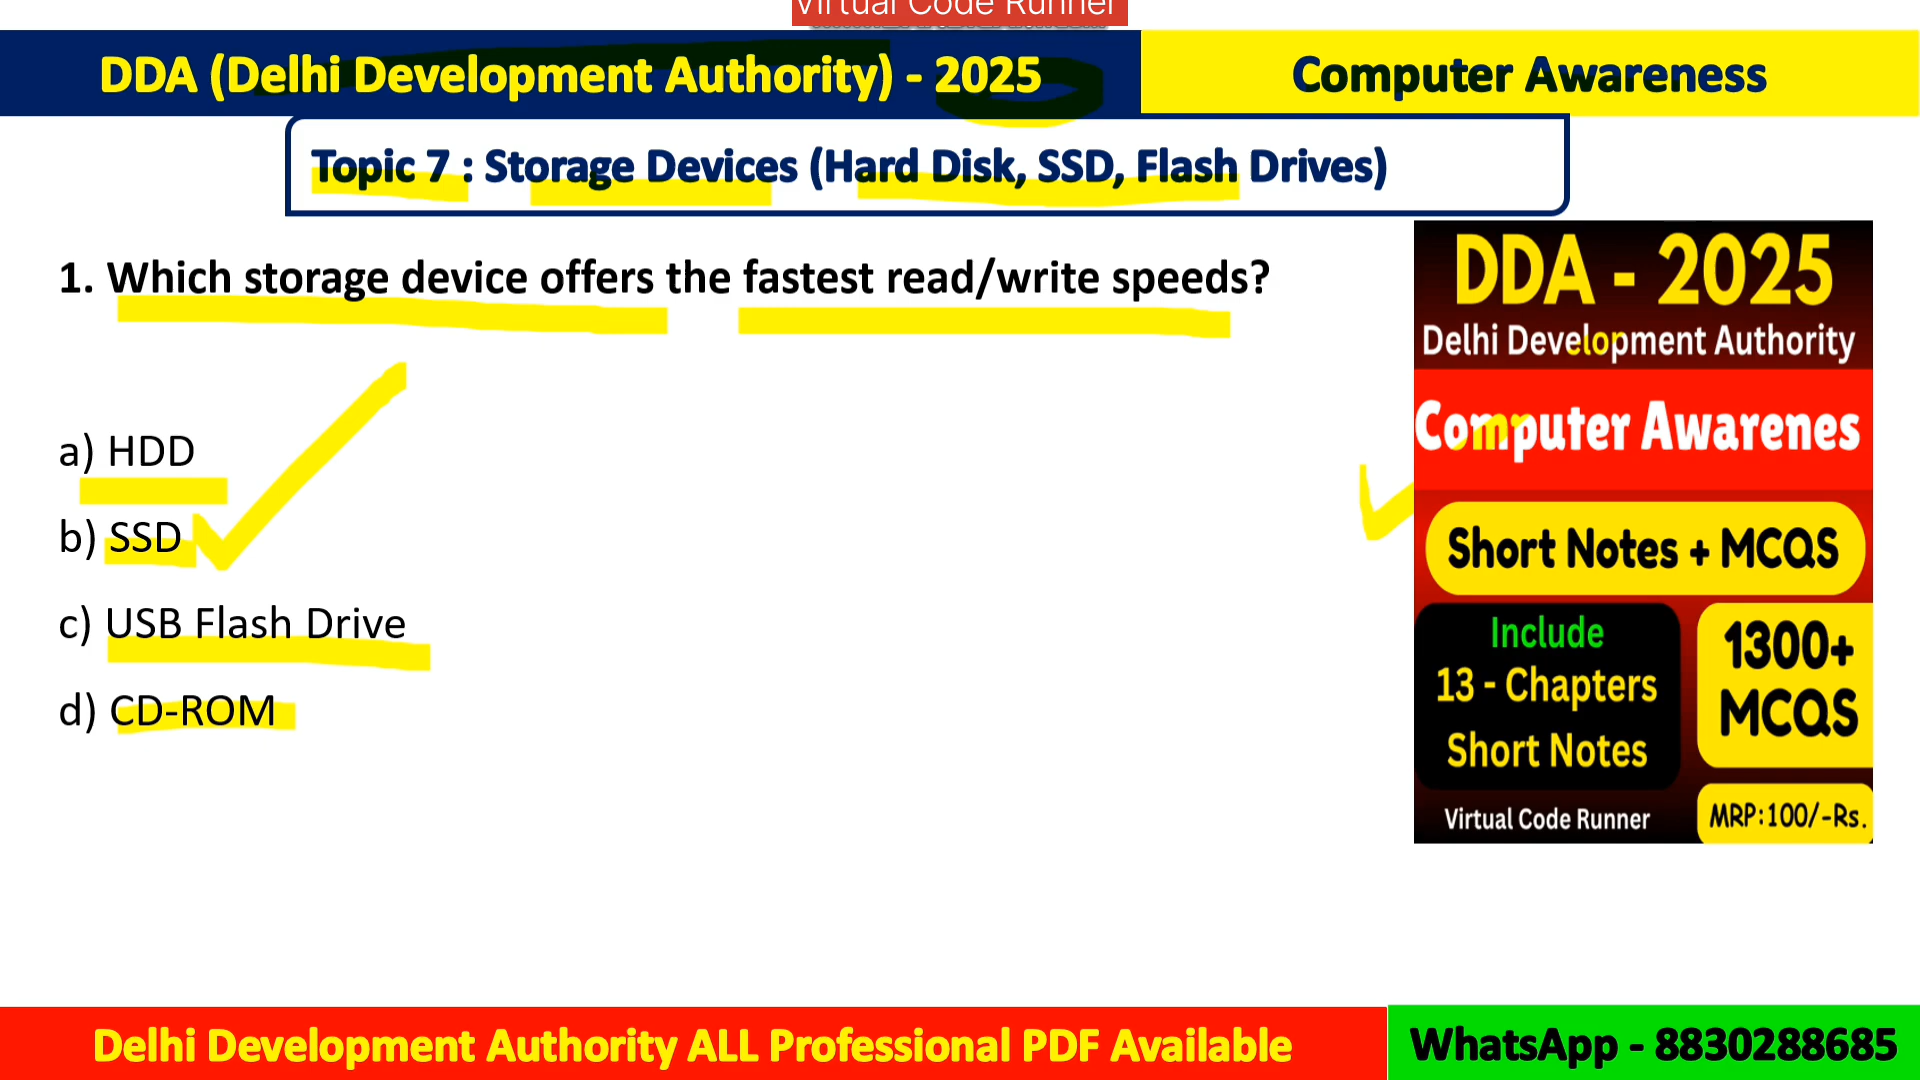 Virtual Code Runner
DDA (Delhi Development Authority) - 2025
Computer Awareness
Topic 7 : Storage Devices (Hard Disk, SSD, Flash Drives)
1. Which storage device offers the fastest read/write speeds?
a) HDD
b) SSD
c) USB Flash Drive
d) CD-ROM
DDA - 2025
Delhi Development Authority
Computer Awarenes
Short Notes + MCQS
Include
13 - Chapters
Short Notes
1300+
MCQS
Virtual Code Runner
MRP:100/-Rs.
Delhi Development Authority ALL Professional PDF Available
WhatsApp - 8830288685